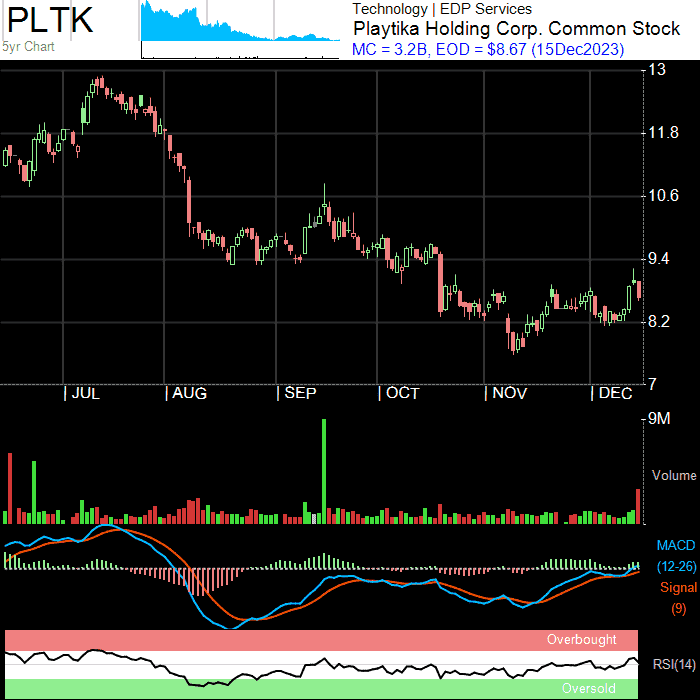 PLTK
5yr Chart
Technology | EDP Services
Playtika Holding Corp. Common Stock
MC = 3.2B, EOD = $8.67 (15Dec2023)
13
11.8
10.6
9.4
8.2
7
| JUL | AUG | SEP | OCT | NOV | DEC
9M
Volume
MACD
(12-26)
Signal
(9)
Overbought
RSI(14)
Oversold